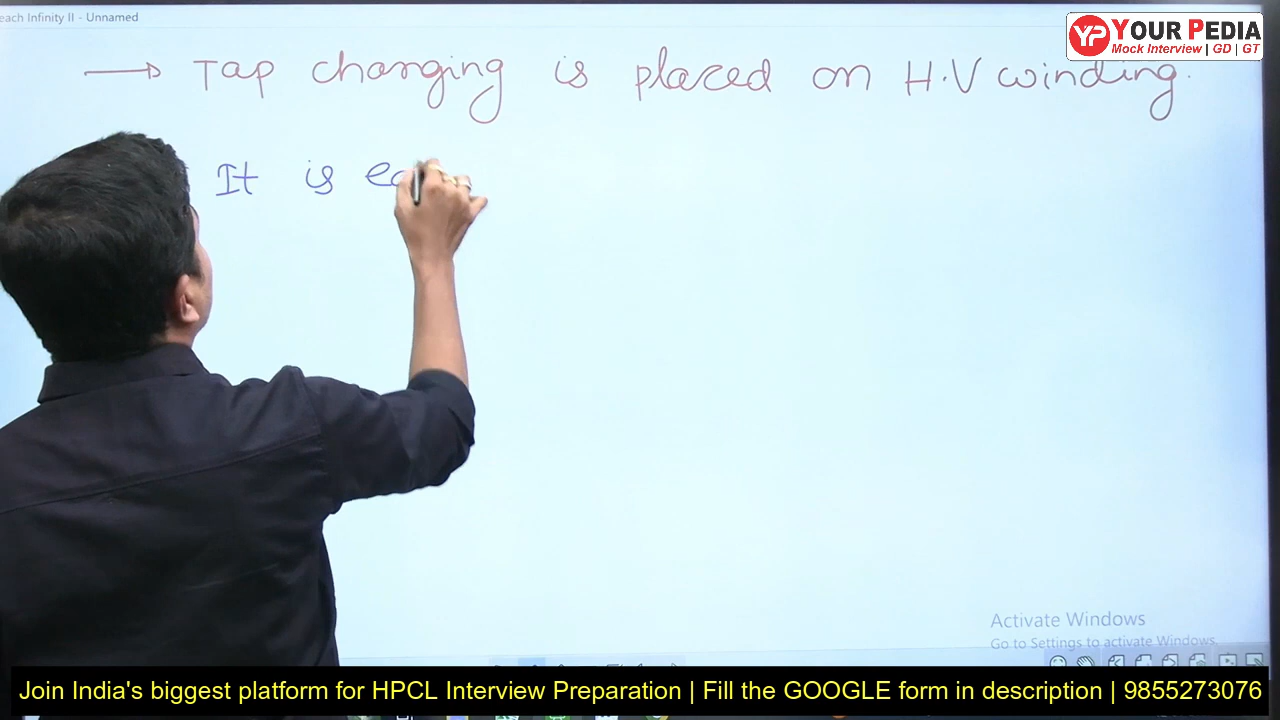 each Infinity II - Unnamed
YP YOUR PEDIA
Mock Interview | GD | GT
→ Tap changing is placed on H.V winding.
It is ea
Activate Windows
Go to Settings to activate Windows.
Join India's biggest platform for HPCL Interview Preparation | Fill the GOOGLE form in description | 9855273076